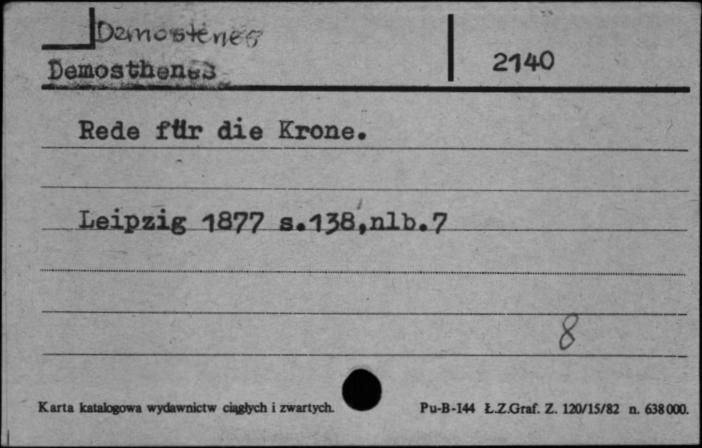 Demostenes
Demosthenes 2140
Rede für die Krone.
Leipzig 1877 s.138,nlb.7
8
Karta katalogowa wydawnictw ciągłych i zwartych. Pu-B-144 Ł.Z.Graf. Z. 120/15/82 n. 638000.